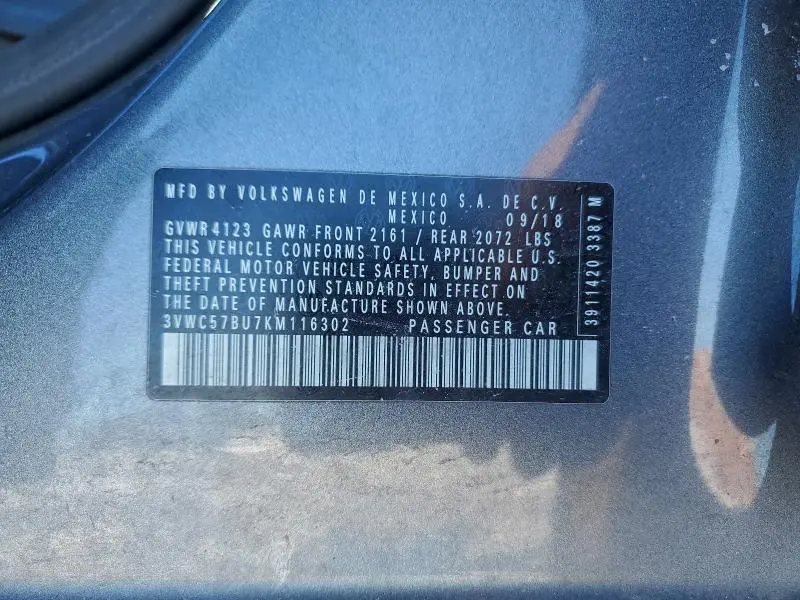 MFD BY VOLKSWAGEN DE MEXICO S.A. DE C.V.
MEXICO 09/18
GVWR 4123 GAWR FRONT 2161 / REAR 2072 LBS
THIS VEHICLE CONFORMS TO ALL APPLICABLE U.S.
FEDERAL MOTOR VEHICLE SAFETY, BUMPER AND
THEFT PREVENTION STANDARDS IN EFFECT ON
THE DATE OF MANUFACTURE SHOWN ABOVE.
3VWC57BU7KM116302 PASSENGER CAR
3911420 3387 M